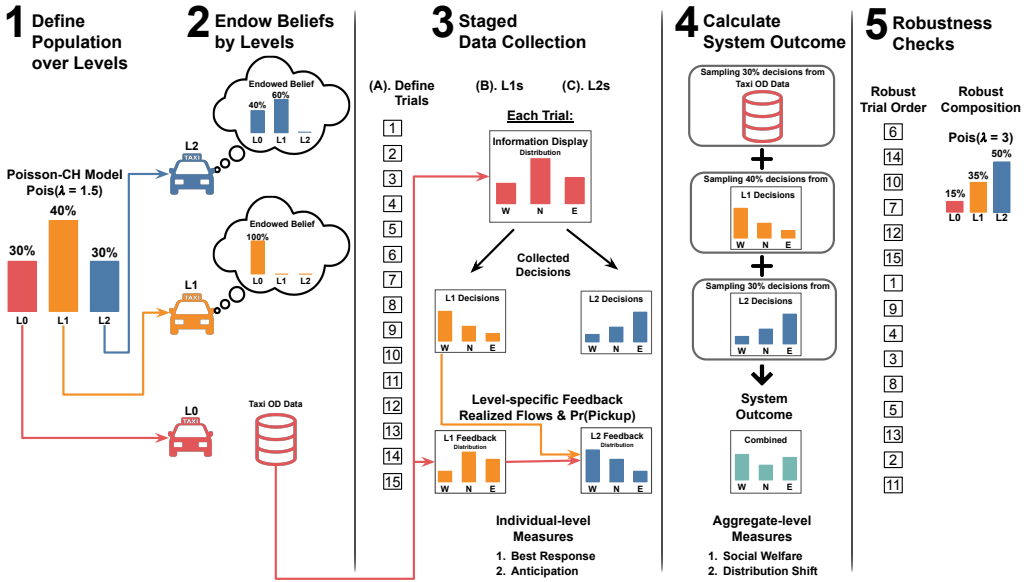 1 Define
Population
over Levels
Poisson-CH Model
Pois(λ = 1.5)
40%
30%
30%
L0
L1
L2
2 Endow Beliefs
by Levels
Endowed Belief
60%
40%
L0
L1
L2
L2
TAXI
Endowed Belief
100%
L0
L1
L2
L1
TAXI
L0
TAXI
Taxi OD Data
3 Staged
Data Collection
(A). Define
Trials
(B). L1s
(C). L2s
1
2
3
4
5
6
7
8
9
10
11
12
13
14
15
Each Trial:
Information Display
Distribution
W
N
E
Collected
Decisions
L1 Decisions
W
N
E
L2 Decisions
W
N
E
Level-specific Feedback
Realized Flows & Pr(Pickup)
L1 Feedback
Distribution
W
N
E
L2 Feedback
Distribution
W
N
E
Individual-level
Measures
1. Best Response
2. Anticipation
4 Calculate
System Outcome
Sampling 30% decisions from
Taxi OD Data
+
Sampling 40% decisions from
L1 Decisions
W
N
E
+
Sampling 30% decisions from
L2 Decisions
W
N
E
System
Outcome
Combined
W
N
E
Aggregate-level
Measures
1. Social Welfare
2. Distribution Shift
5 Robustness
Checks
Robust
Trial Order
6
14
10
7
12
15
1
9
4
3
8
5
13
2
11
Robust
Composition
Pois(λ = 3)
50%
35%
15%
L0
L1
L2